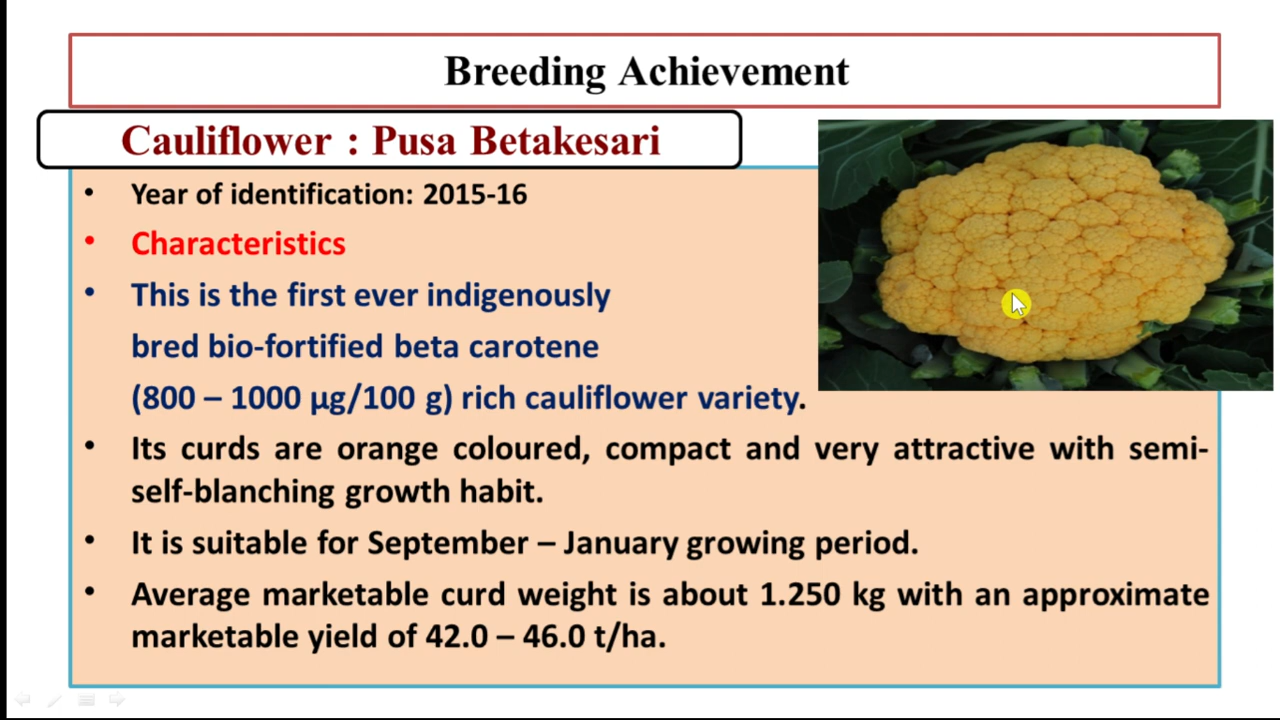 Breeding Achievement
Cauliflower : Pusa Betakesari
• Year of identification: 2015-16
• Characteristics
• This is the first ever indigenously
bred bio-fortified beta carotene
(800 – 1000 µg/100 g) rich cauliflower variety.
• Its curds are orange coloured, compact and very attractive with semi-
self-blanching growth habit.
• It is suitable for September – January growing period.
• Average marketable curd weight is about 1.250 kg with an approximate
marketable yield of 42.0 – 46.0 t/ha.